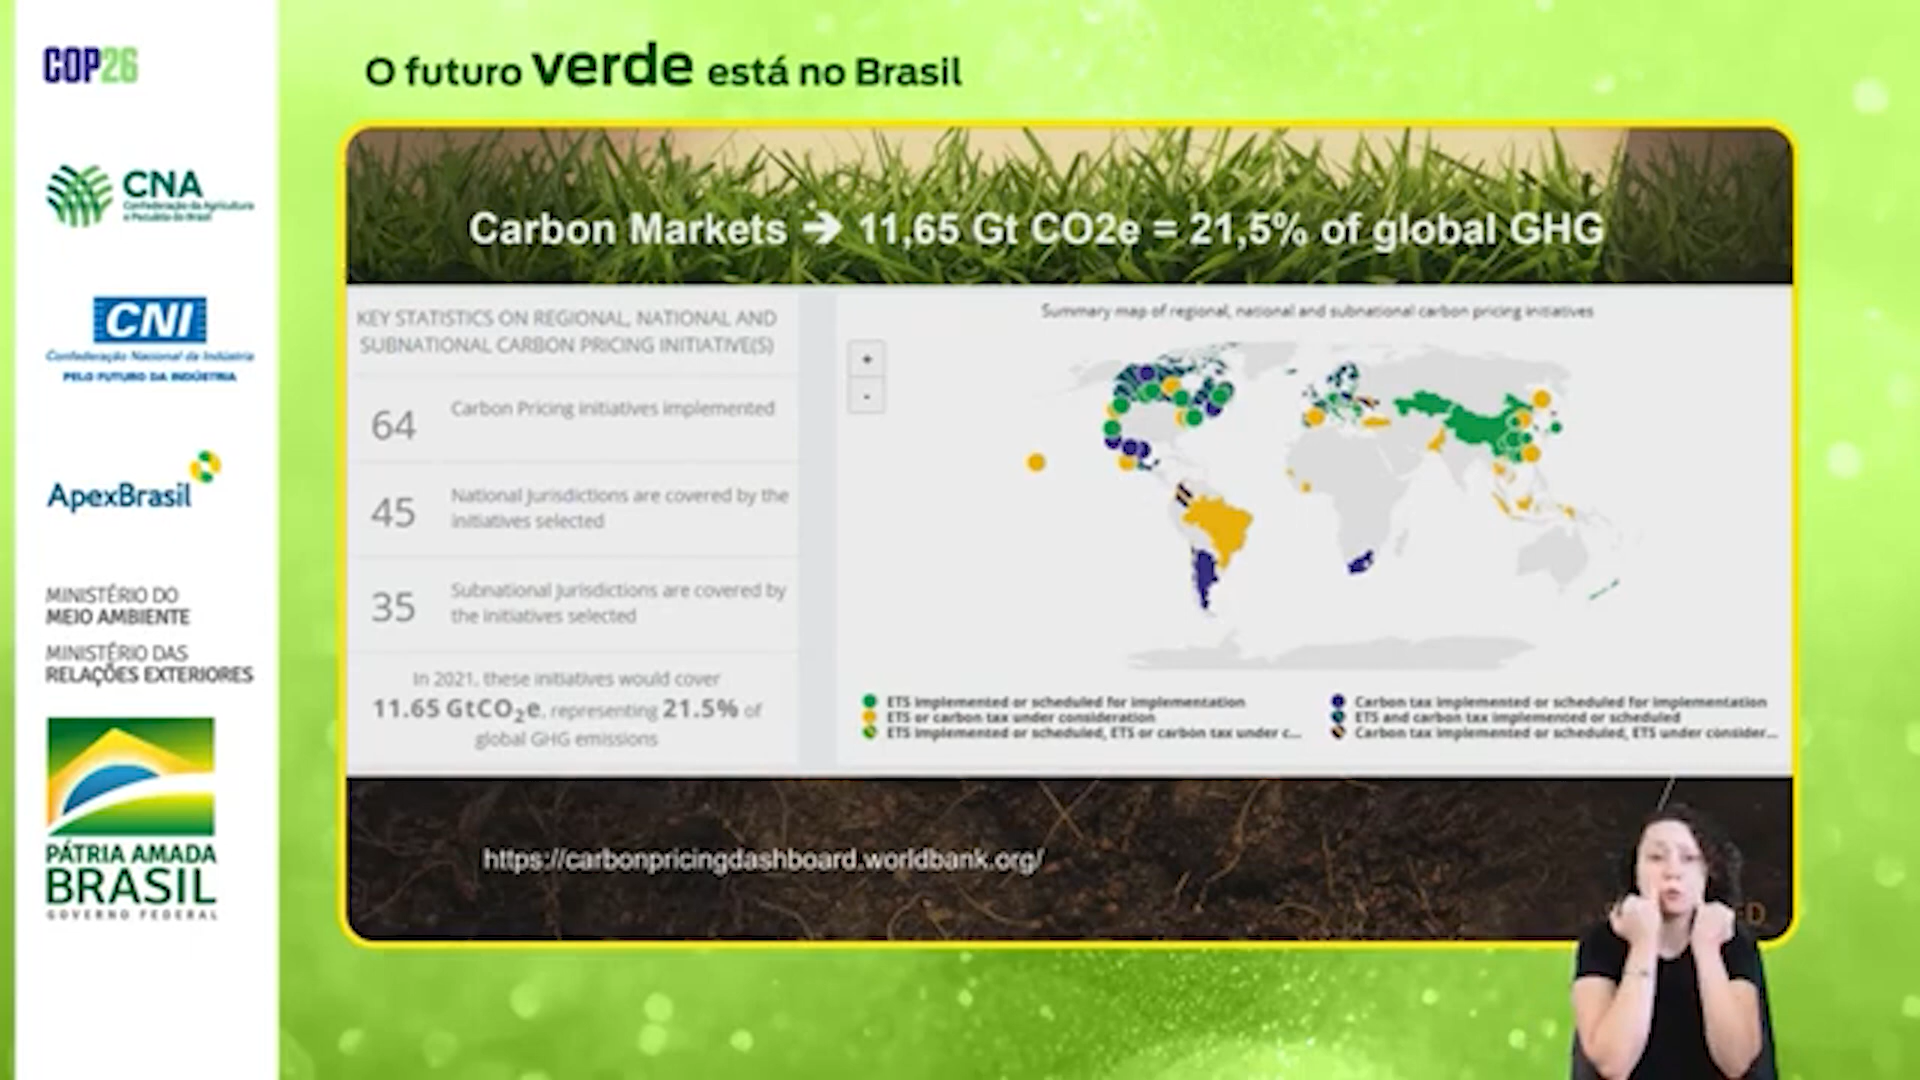 COP26
CNA
Confederação da Agricultura
e Pecuária do Brasil
CNI
Confederação Nacional da Indústria
PELO FUTURO DA INDÚSTRIA
ApexBrasil
MINISTÉRIO DO
MEIO AMBIENTE
MINISTÉRIO DAS
RELAÇÕES EXTERIORES
PÁTRIA AMADA
BRASIL
GOVERNO FEDERAL
O futuro verde está no Brasil
Carbon Markets → 11,65 Gt CO2e = 21,5% of global GHG
KEY STATISTICS ON REGIONAL, NATIONAL AND
SUBNATIONAL CARBON PRICING INITIATIVE(S)
64 Carbon Pricing initiatives implemented
45 National Jurisdictions are covered by the
initiatives selected
35 Subnational Jurisdictions are covered by
the initiatives selected
In 2021, these initiatives would cover
11.65 GtCO₂e, representing 21.5% of
global GHG emissions
Summary map of regional, national and subnational carbon pricing initiatives
+
-
ETS implemented or scheduled for implementation
ETS or carbon tax under consideration
ETS implemented or scheduled, ETS or carbon tax under c...
Carbon tax implemented or scheduled for implementation
ETS and carbon tax implemented or scheduled
Carbon tax implemented or scheduled, ETS under consider...
https://carbonpricingdashboard.worldbank.org/